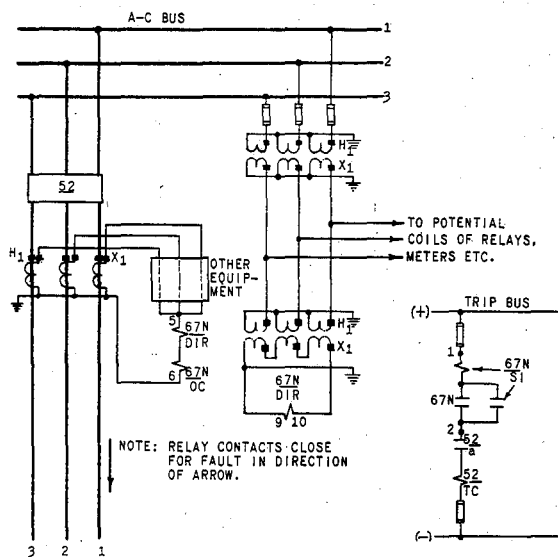 A-C BUS
1
2
3
52
H1
X1
H1
X1
TO POTENTIAL
COILS OF RELAYS,
METERS ETC.
OTHER
EQUIP-
MENT
5
67N
DIR
6
67N
OC
H1
X1
67N
DIR
9 10
(+)
TRIP BUS
1
67N
SI
67N
2
52
a
52
TC
(-)
NOTE: RELAY CONTACTS CLOSE
FOR FAULT IN DIRECTION
OF ARROW.
3 2 1